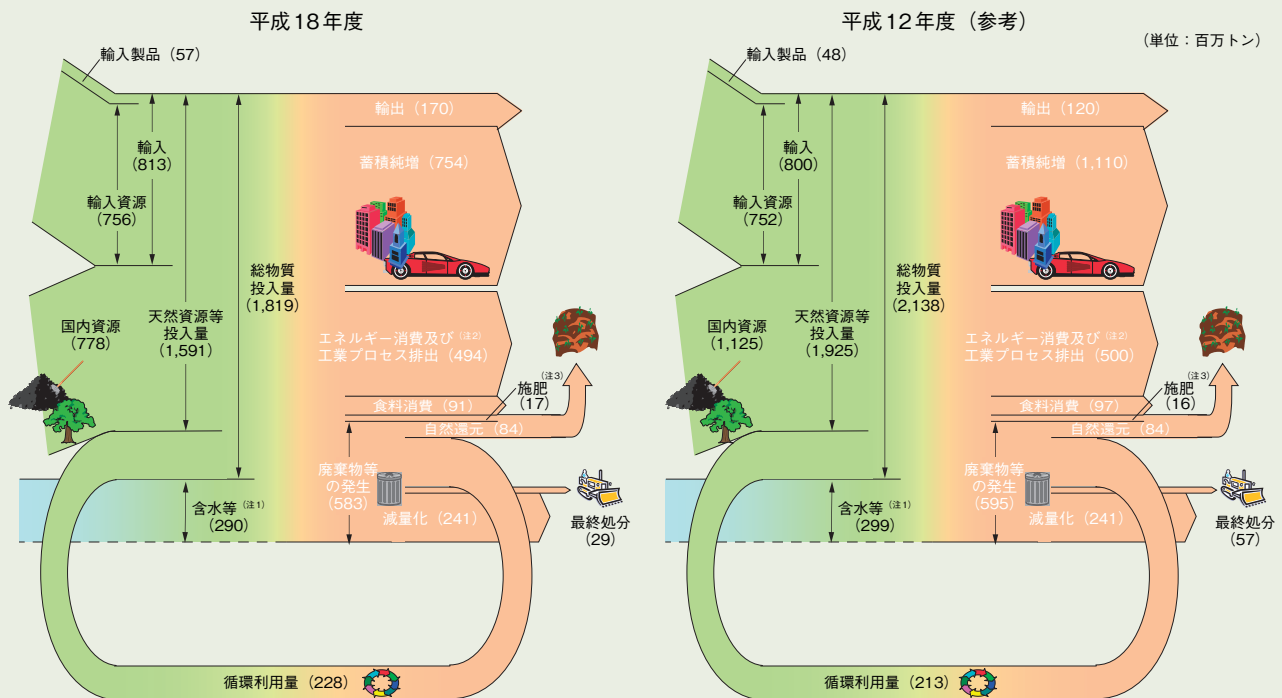 平成18年度
輸入製品(57)
輸入
(813)
輸入資源
(756)
国内資源
(778)
天然資源等
投入量
(1,591)
総物質
投入量
(1,819)
含水等(注1)
(290)
輸出(170)
蓄積純増(754)
エネルギー消費及び(注2)
工業プロセス排出(494)
食料消費(91)
(注3)
施肥
(17)
自然還元(84)
廃棄物等
の発生
(583)
減量化(241)
最終処分
(29)
循環利用量(228)
平成12年度(参考)
(単位:百万トン)
輸入製品(48)
輸入
(800)
輸入資源
(752)
国内資源
(1,125)
天然資源等
投入量
(1,925)
総物質
投入量
(2,138)
含水等(注1)
(299)
輸出(120)
蓄積純増(1,110)
エネルギー消費及び(注2)
工業プロセス排出(500)
食料消費(97)
(注3)
施肥
(16)
自然還元(84)
廃棄物等
の発生
(595)
減量化(241)
最終処分
(57)
循環利用量(213)